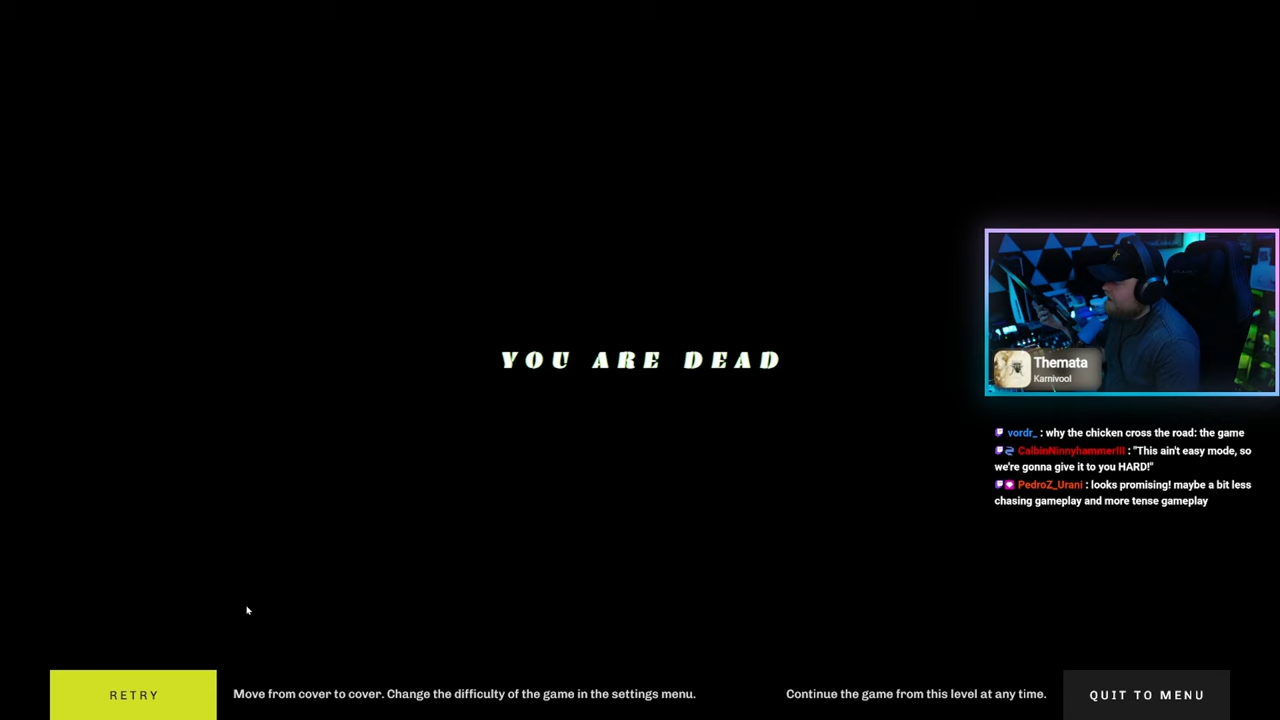 YOU ARE DEAD
Themata
Karnivool
vordr_ : why the chicken cross the road: the game
CalbinNinnyhammerIII : "This ain't easy mode, so
we're gonna give it to you HARD!"
PedroZ_Urani : looks promising! maybe a bit less
chasing gameplay and more tense gameplay
RETRY
Move from cover to cover. Change the difficulty of the game in the settings menu.
Continue the game from this level at any time.
QUIT TO MENU